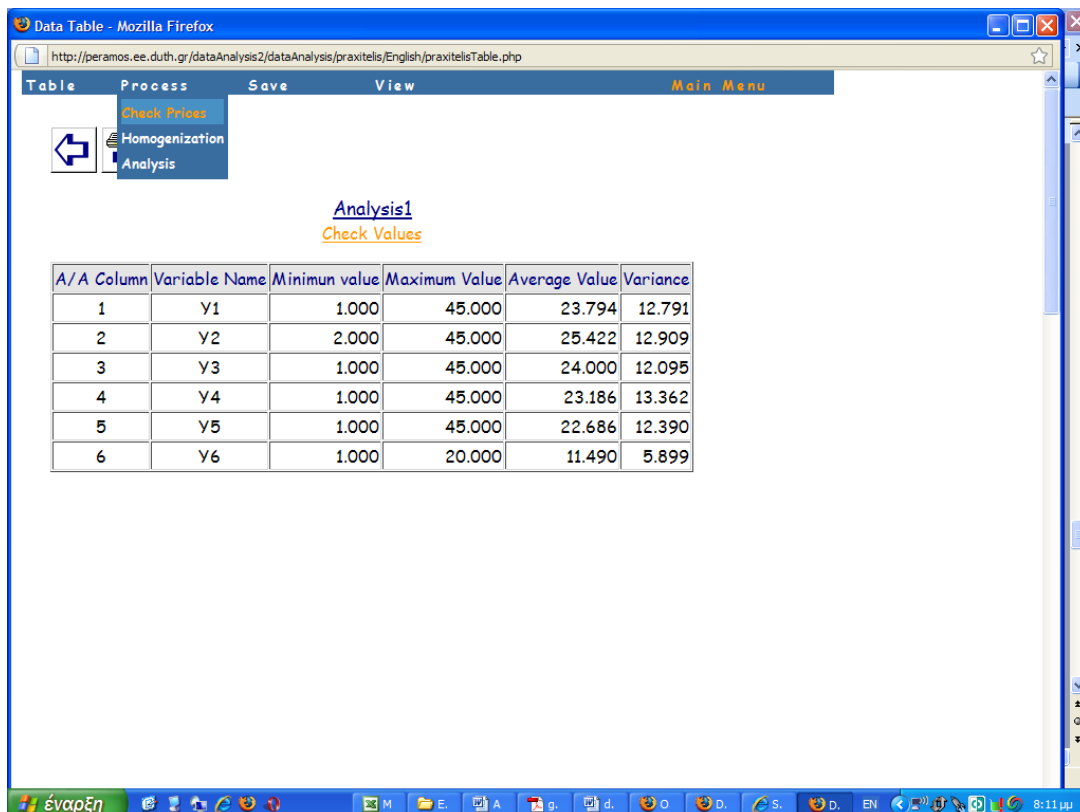 Data Table - Mozilla Firefox
http://peramos.ee.duth.gr/dataAnalysis2/dataAnalysis/praxitelis/English/praxitelisTable.php
Table Process Save View Main Menu
Check Prices
Homogenization
Analysis
Analysis1
Check Values
A/A Column Variable Name Minimun value Maximum Value Average Value Variance
1 Y1 1.000 45.000 23.794 12.791
2 Y2 2.000 45.000 25.422 12.909
3 Y3 1.000 45.000 24.000 12.095
4 Y4 1.000 45.000 23.186 13.362
5 Y5 1.000 45.000 22.686 12.390
6 Y6 1.000 20.000 11.490 5.899
έναρξη M E. A g. d. O D. S. D. EN 8:11 μμ